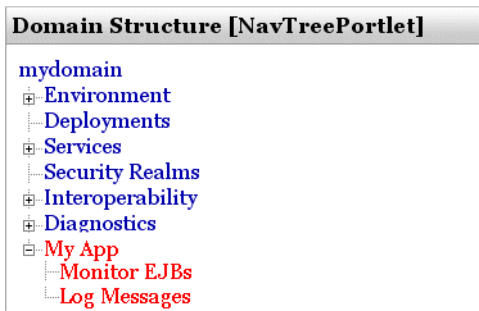 Domain Structure [NavTreePortlet]
mydomain
Environment
Deployments
Services
Security Realms
Interoperability
Diagnostics
My App
Monitor EJBs
Log Messages